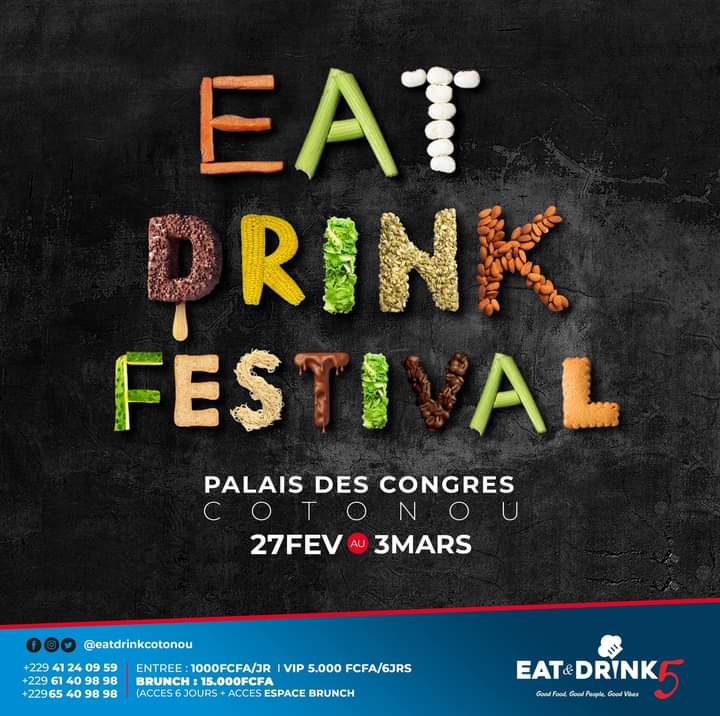 EAT
DRINK
FESTIVAL
PALAIS DES CONGRES
COTONOU
27FEV AU 3MARS
@eatdrinkcotonou
+229 41 24 09 59
+229 61 40 98 98
+229 65 40 98 98
ENTREE : 1000FCFA/JR | VIP 5.000 FCFA/6JRS
BRUNCH : 15.000FCFA
(ACCES 6 JOURS + ACCES ESPACE BRUNCH
EAT & DRINK 5
Good Food, Good People, Good Vibes